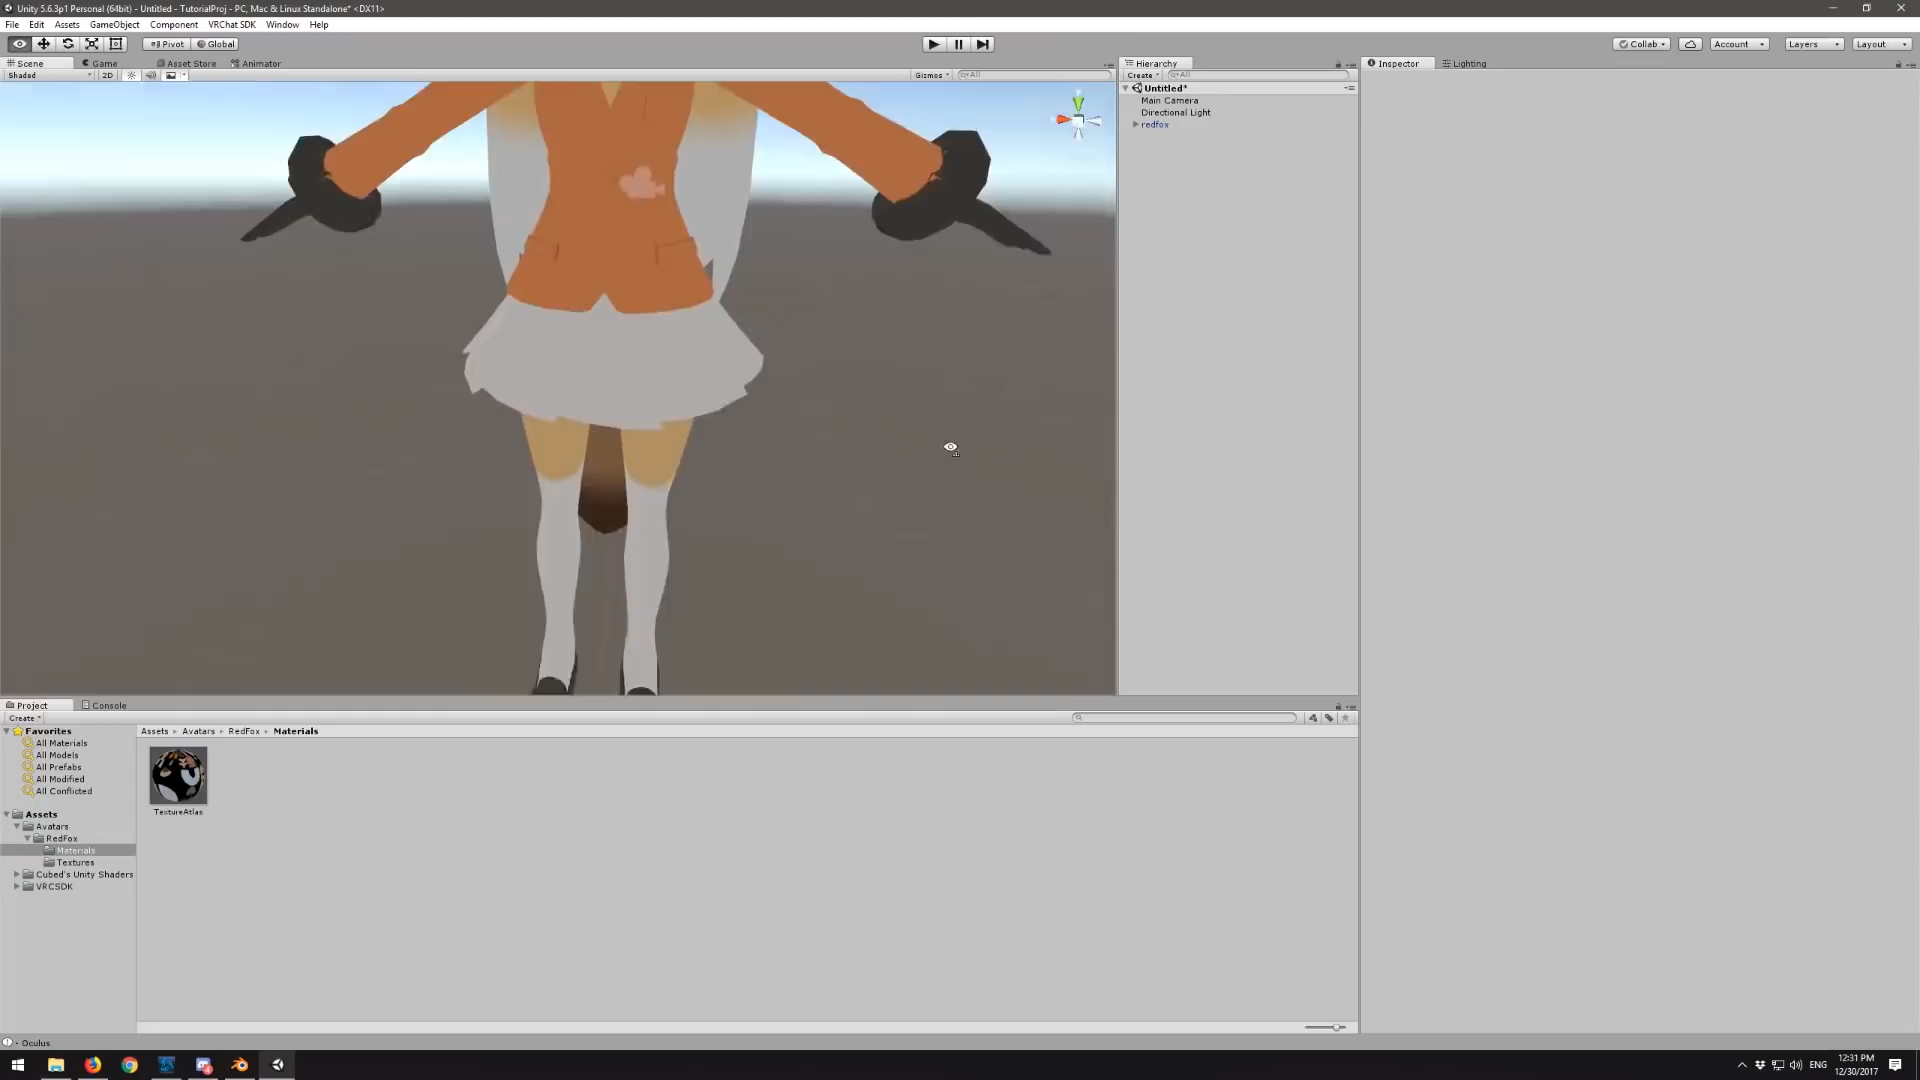 Unity 5.6.3p1 Personal (64bit) - Untitled - TutorialProj - PC, Mac & Linux Standalone* <DX11>
File Edit Assets GameObject Component VRChat SDK Window Help
Pivot Global Collab Account Layers Layout
Scene Game Asset Store Animator
Shaded 2D Gizmos All
Hierarchy
Create All
Untitled*
Main Camera
Directional Light
redfox
Inspector Lighting
Project Console
Create
Favorites
All Materials
All Models
All Prefabs
All Modified
All Conflicted
Assets
Avatars
RedFox
Materials
Textures
Cubed's Unity Shaders
VRCSDK
Assets Avatars RedFox Materials
TextureAtlas
- Oculus
ENG
12:31 PM
12/30/2017